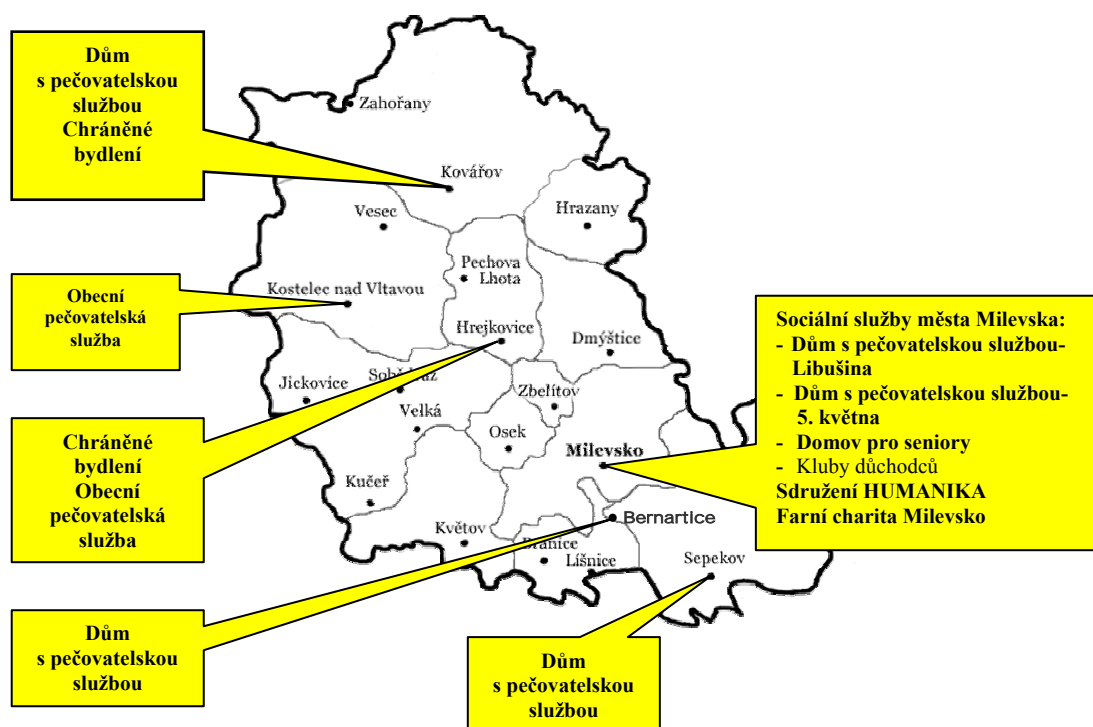 Dům
s pečovatelskou
službou
Chráněné
bydlení
Zahořany
Kovářov
Vesec
Hrazany
Pechova
Lhota
Obecní
pečovatelská
služba
Kostelec nad Vltavou
Hrejkovice
Dmýštice
Sociální služby města Milevska:
- Dům s pečovatelskou službou-
Libušina
- Dům s pečovatelskou službou-
5. května
- Domov pro seniory
- Kluby důchodců
Sdružení HUMANIKA
Farní charita Milevsko
Jickovice
Zbelítov
Velká
Osek
Milevsko
Chráněné
bydlení
Obecní
pečovatelská
služba
Kučeř
Květov
Bernartice
Branice
Líšnice
Sepekov
Dům
s pečovatelskou
službou
Dům
s pečovatelskou
službou